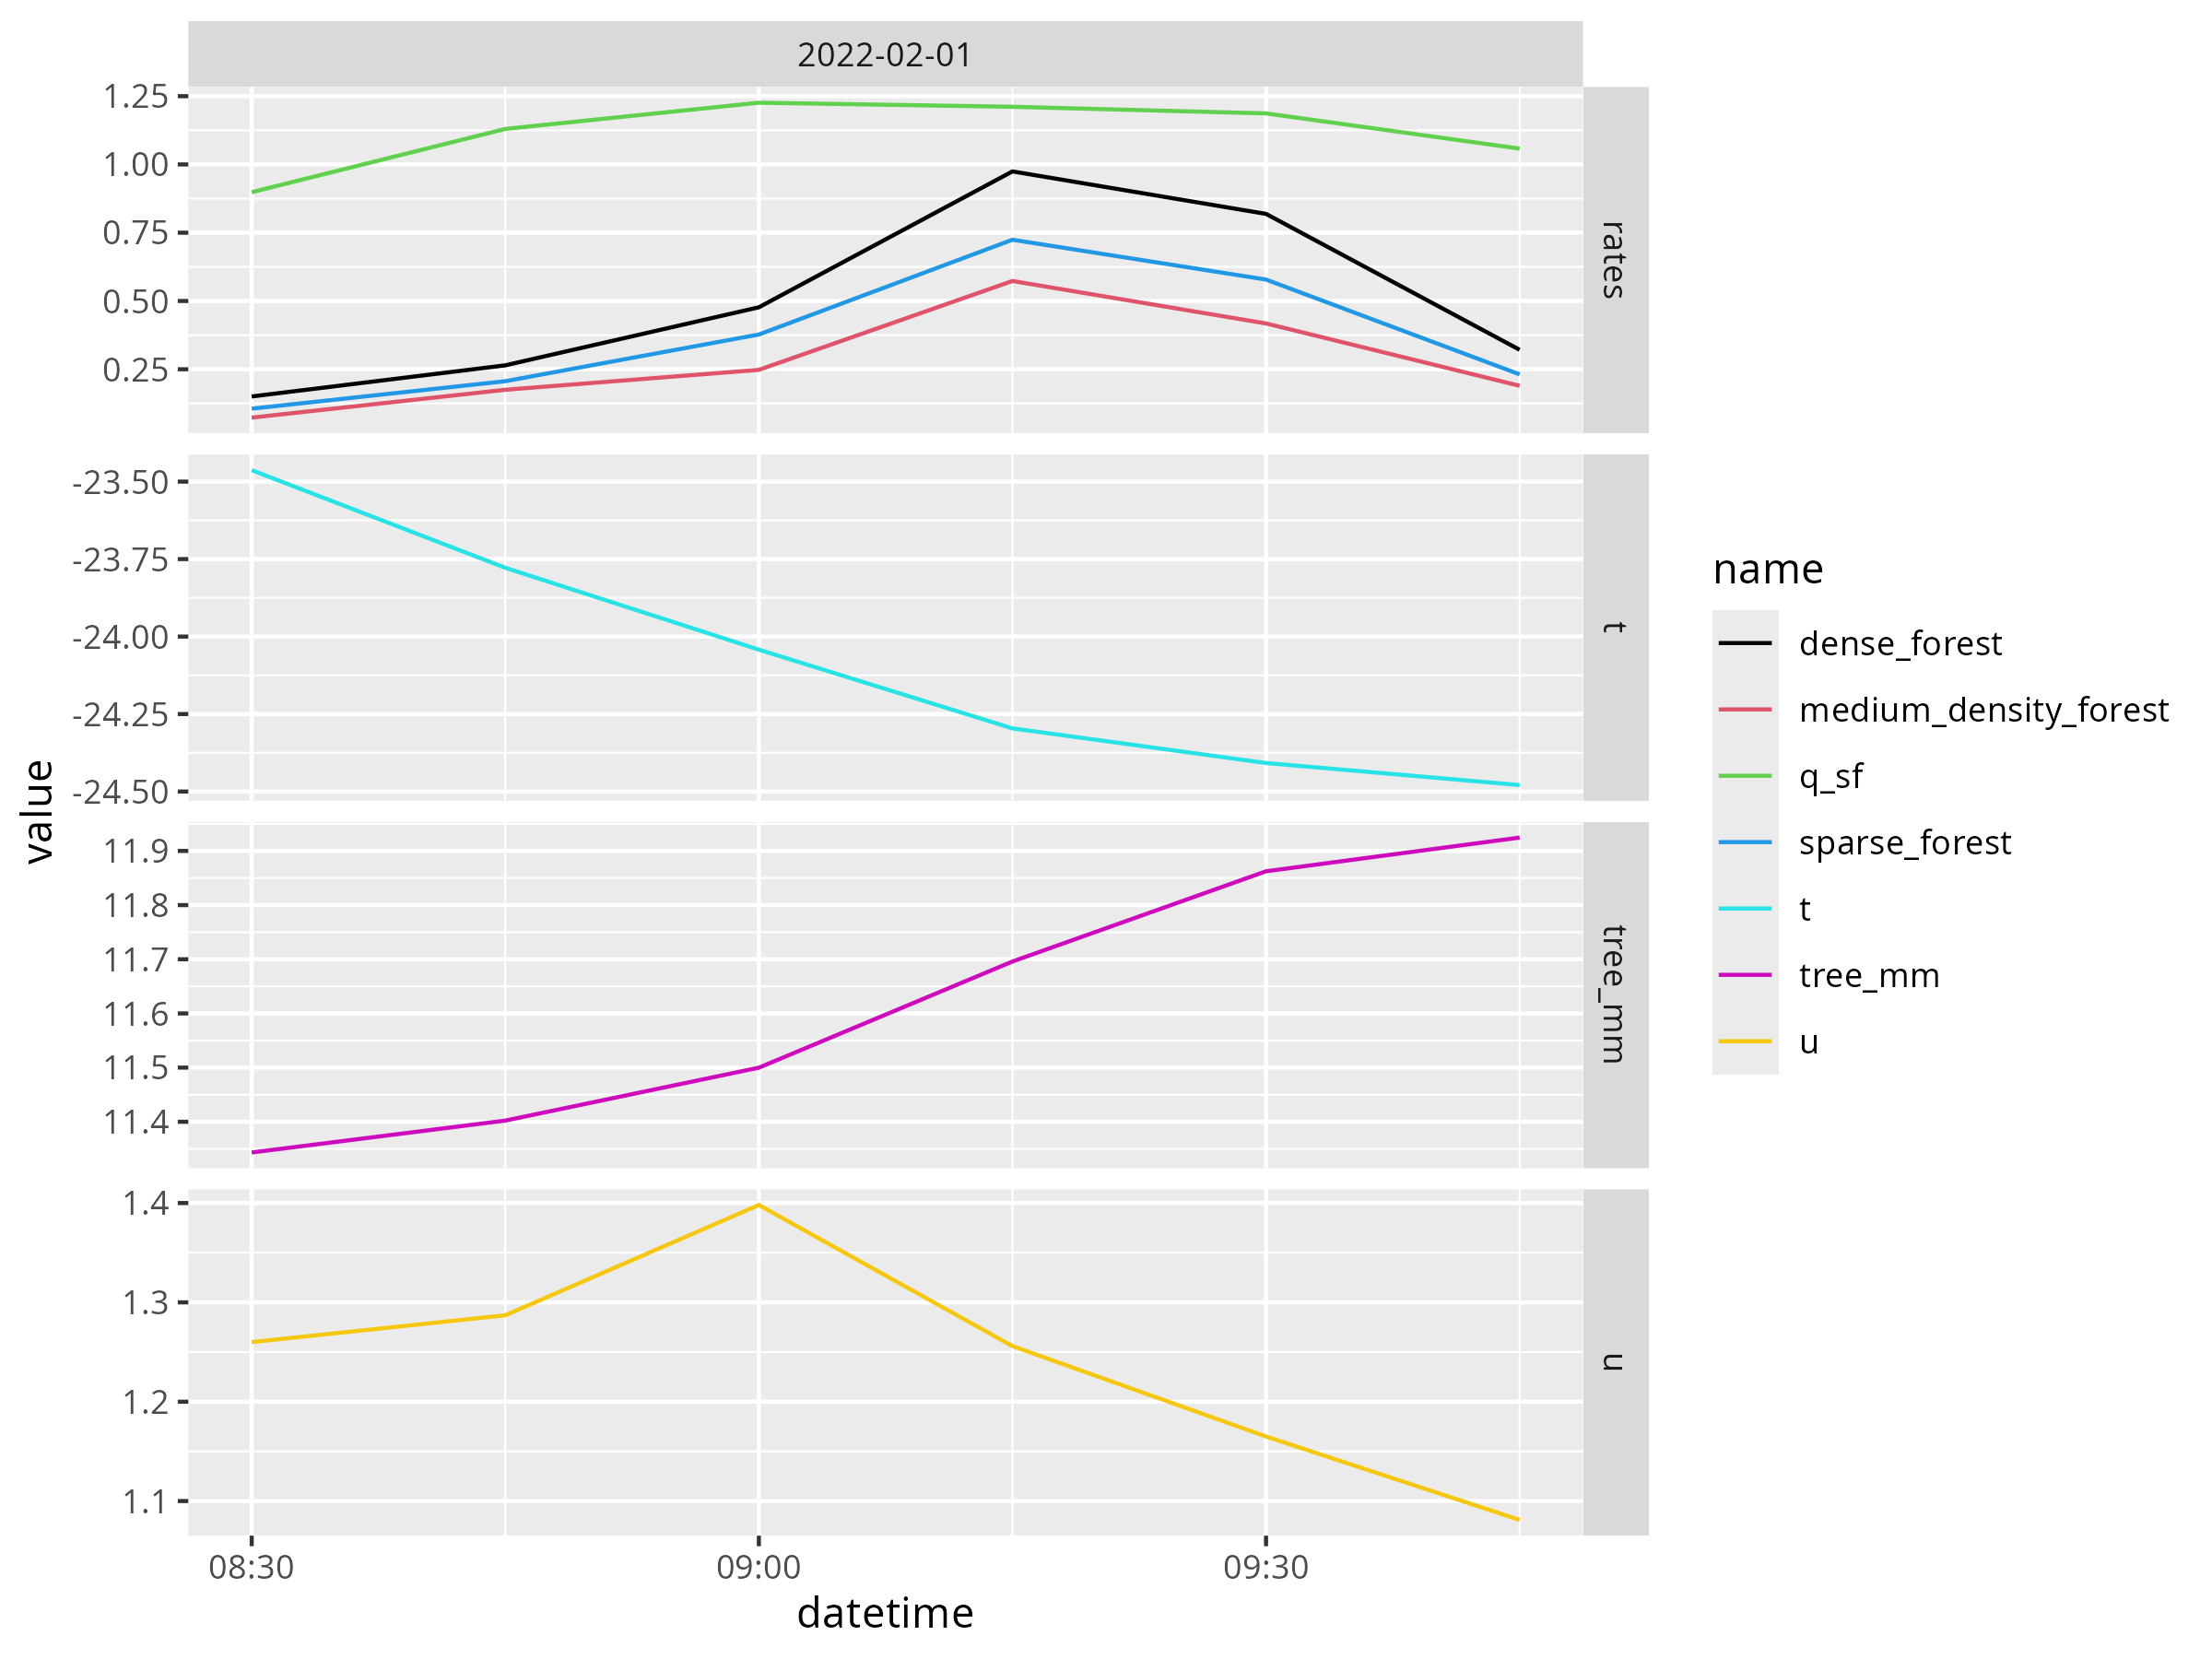 2022-02-01
1.25
1.00
0.75
0.50
0.25
rates
-23.50
-23.75
-24.00
-24.25
-24.50
t
11.9
11.8
11.7
11.6
11.5
11.4
tree_mm
1.4
1.3
1.2
1.1
u
08:30
09:00
09:30
datetime
value
name
dense_forest
medium_density_forest
q_sf
sparse_forest
t
tree_mm
u